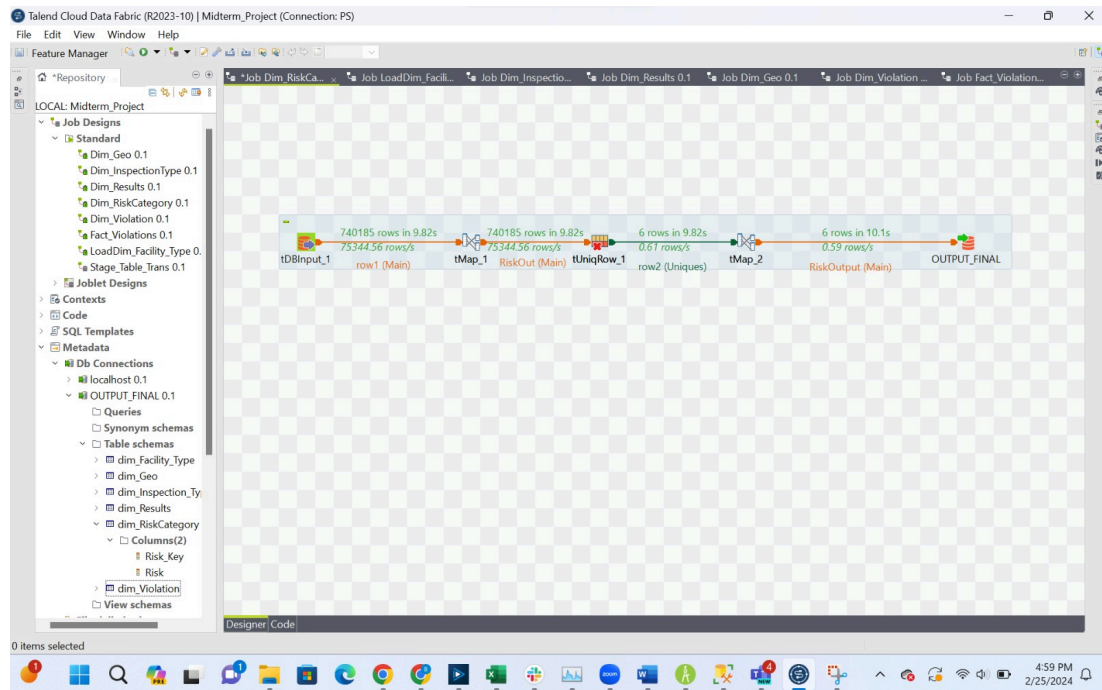 Talend Cloud Data Fabric (R2023-10) | Midterm_Project (Connection: PS)
File Edit View Window Help
Feature Manager
*Repository
LOCAL: Midterm_Project
Job Designs
Standard
Dim_Geo 0.1
Dim_InspectionType 0.1
Dim_Results 0.1
Dim_RiskCategory 0.1
Dim_Violation 0.1
Fact_Violations 0.1
LoadDim_Facility_Type 0.
Stage_Table_Trans 0.1
Joblet Designs
Contexts
Code
SQL Templates
Metadata
Db Connections
localhost 0.1
OUTPUT_FINAL 0.1
Queries
Synonym schemas
Table schemas
dim_Facility_Type
dim_Geo
dim_Inspection_Ty
dim_Results
dim_RiskCategory
Columns(2)
Risk_Key
Risk
dim_Violation
View schemas
*Job Dim_RiskCa... Job LoadDim_Facili... Job Dim_Inspectio... Job Dim_Results 0.1 Job Dim_Geo 0.1 Job Dim_Violation ... Job Fact_Violation...
740185 rows in 9.82s 740185 rows in 9.82s 6 rows in 9.82s 6 rows in 10.1s
75344.56 rows/s 75344.56 rows/s 0.61 rows/s 0.59 rows/s
tDBInput_1 row1 (Main) tMap_1 RiskOut (Main) tUniqRow_1 row2 (Uniques) tMap_2 RiskOutput (Main) OUTPUT_FINAL
Designer Code
0 items selected
4:59 PM
2/25/2024